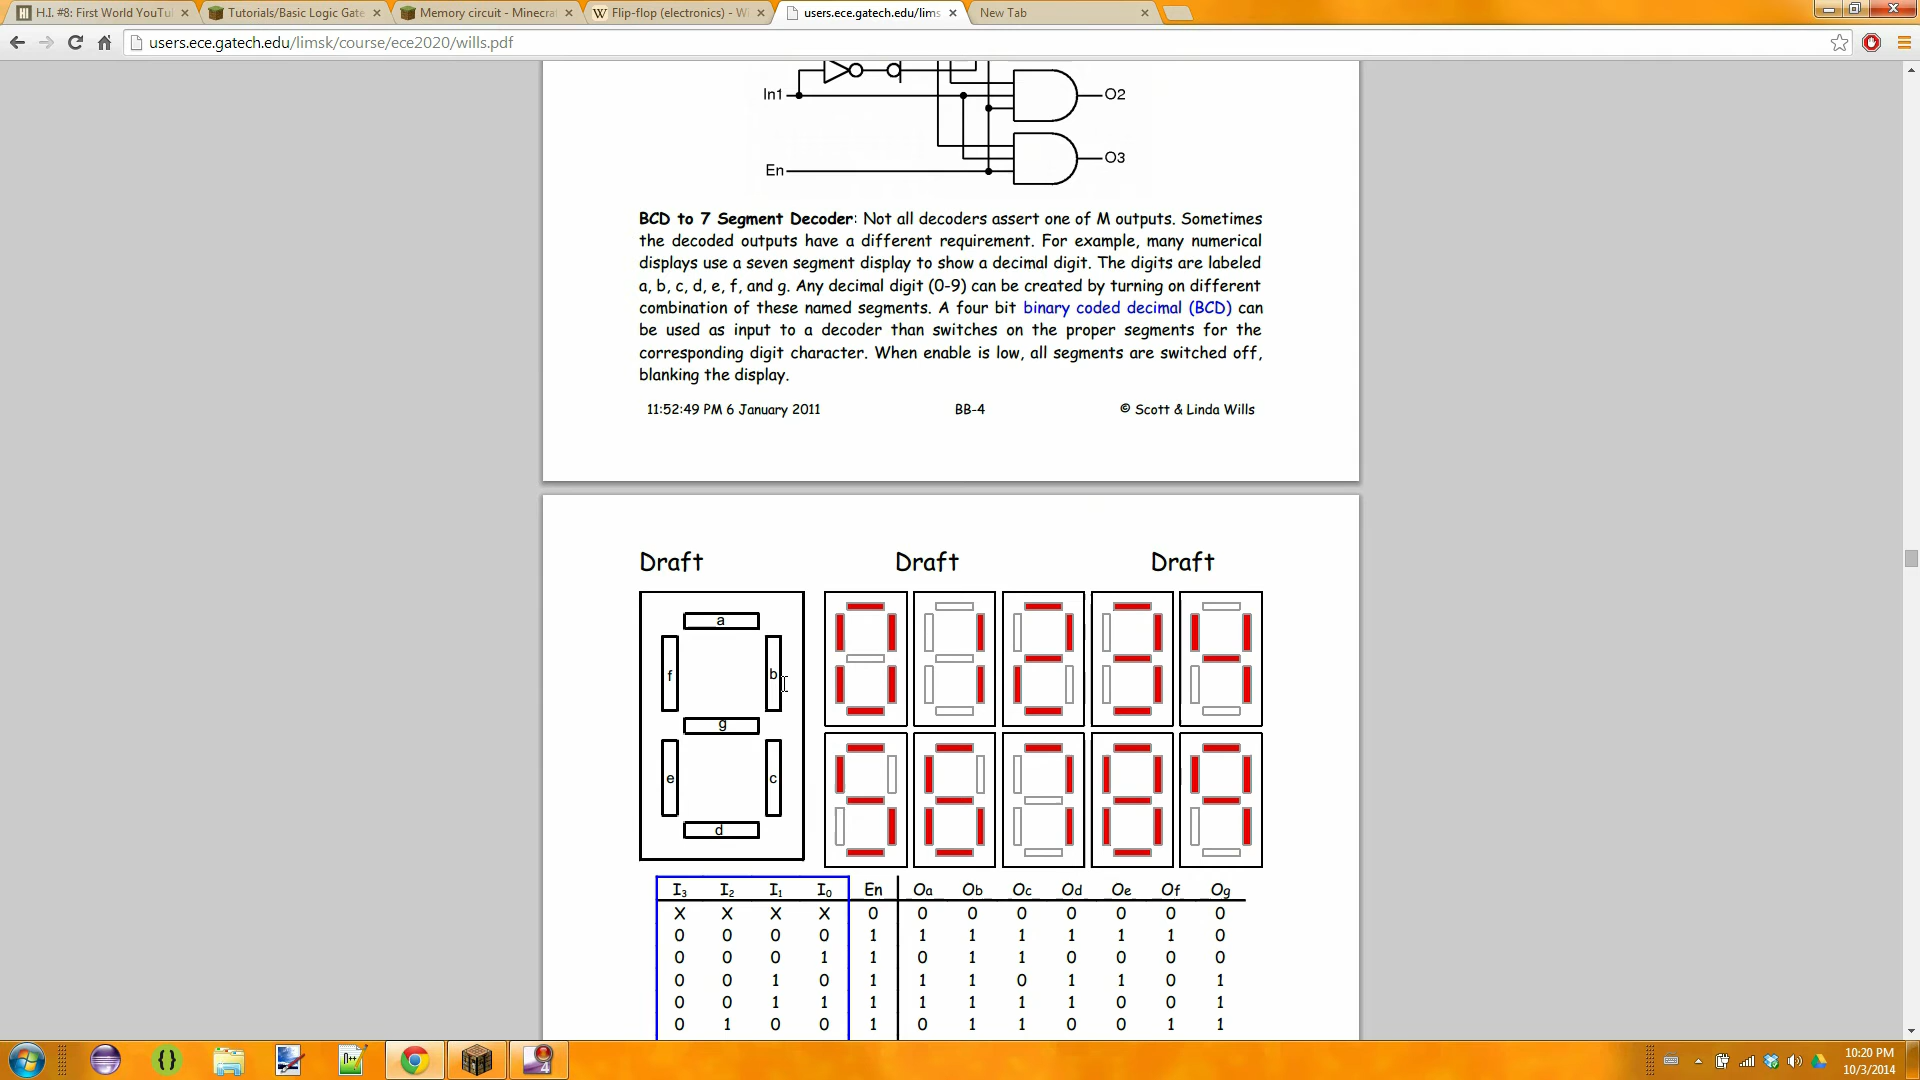 H.I. #8: First World YouTu
Tutorials/Basic Logic Gate
Memory circuit - Minecra
Flip-flop (electronics) - Wi
users.ece.gatech.edu/lims
New Tab
users.ece.gatech.edu/limsk/course/ece2020/wills.pdf
In1
O2
En
O3
BCD to 7 Segment Decoder: Not all decoders assert one of M outputs. Sometimes
the decoded outputs have a different requirement. For example, many numerical
displays use a seven segment display to show a decimal digit. The digits are labeled
a, b, c, d, e, f, and g. Any decimal digit (0-9) can be created by turning on different
combination of these named segments. A four bit binary coded decimal (BCD) can
be used as input to a decoder than switches on the proper segments for the
corresponding digit character. When enable is low, all segments are switched off,
blanking the display.
11:52:49 PM 6 January 2011 BB-4 © Scott & Linda Wills
Draft Draft Draft
a
f b
g
e c
d
I3 I2 I1 I0 En Oa Ob Oc Od Oe Of Og
X X X X 0 0 0 0 0 0 0 0
0 0 0 0 1 1 1 1 1 1 1 0
0 0 0 1 1 0 1 1 0 0 0 0
0 0 1 0 1 1 1 0 1 1 0 1
0 0 1 1 1 1 1 1 1 0 0 1
0 1 0 0 1 0 1 1 0 0 1 1
10:20 PM
10/3/2014